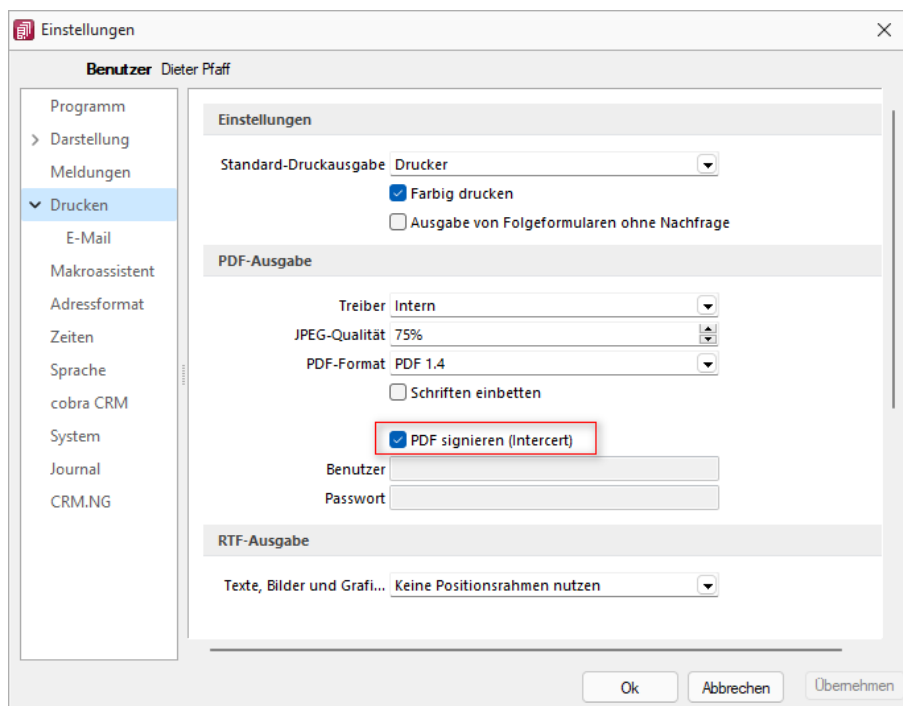 Einstellungen
Benutzer Dieter Pfaff
Programm
Darstellung
Meldungen
Drucken
E-Mail
Makroassistent
Adressformat
Zeiten
Sprache
cobra CRM
System
Journal
CRM.NG
Einstellungen
Standard-Druckausgabe Drucker
Farbig drucken
Ausgabe von Folgeformularen ohne Nachfrage
PDF-Ausgabe
Treiber Intern
JPEG-Qualität 75%
PDF-Format PDF 1.4
Schriften einbetten
PDF signieren (Intercert)
Benutzer
Passwort
RTF-Ausgabe
Texte, Bilder und Grafi... Keine Positionsrahmen nutzen
Ok Abbrechen Übernehmen